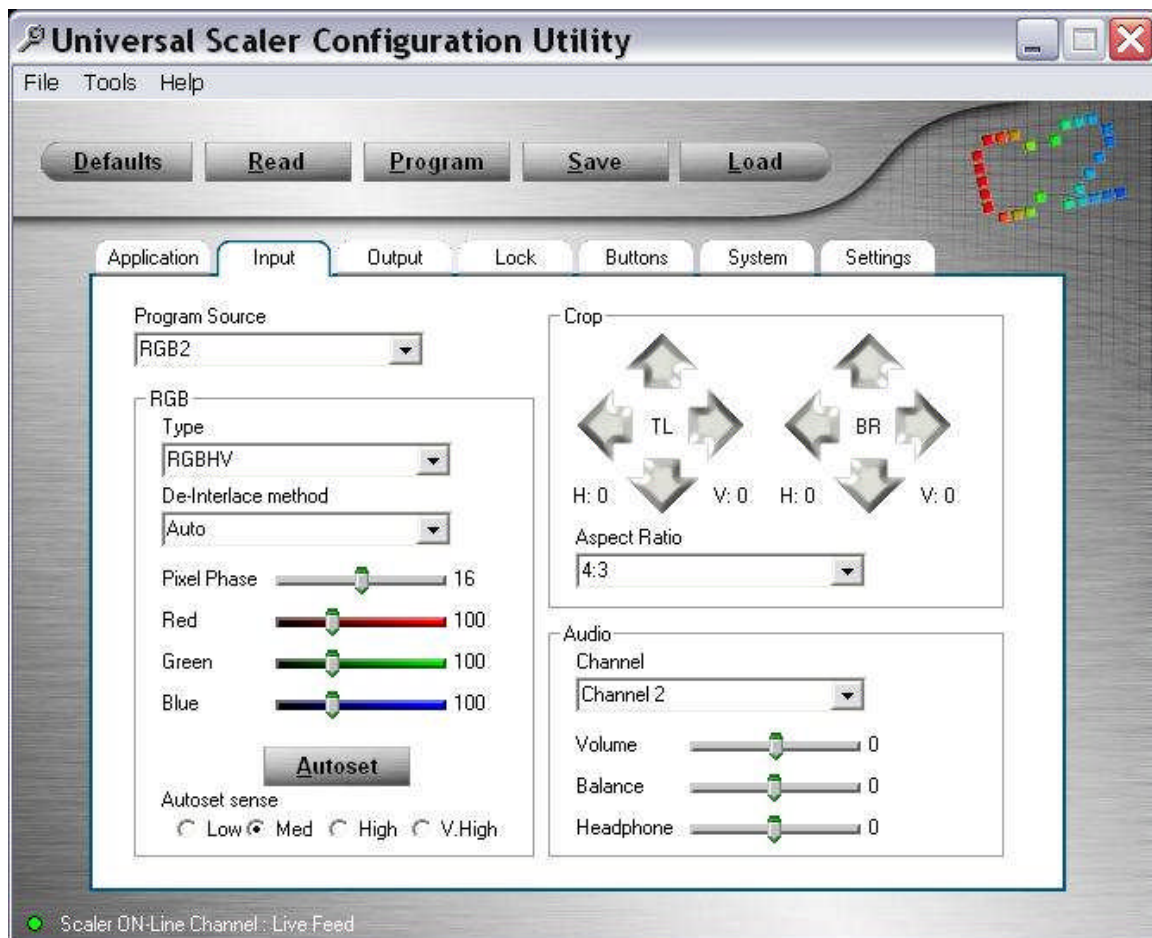 Universal Scaler Configuration Utility
File Tools Help
Defaults Read Program Save Load
C2
Application Input Output Lock Buttons System Settings
Program Source
RGB2
RGB
Type
RGBHV
De-Interlace method
Auto
Pixel Phase 16
Red 100
Green 100
Blue 100
Autoset
Autoset sense
Low Med High V.High
Crop
TL BR
H: 0 V: 0 H: 0 V: 0
Aspect Ratio
4:3
Audio
Channel
Channel 2
Volume 0
Balance 0
Headphone 0
Scaler ON-Line Channel : Live Feed